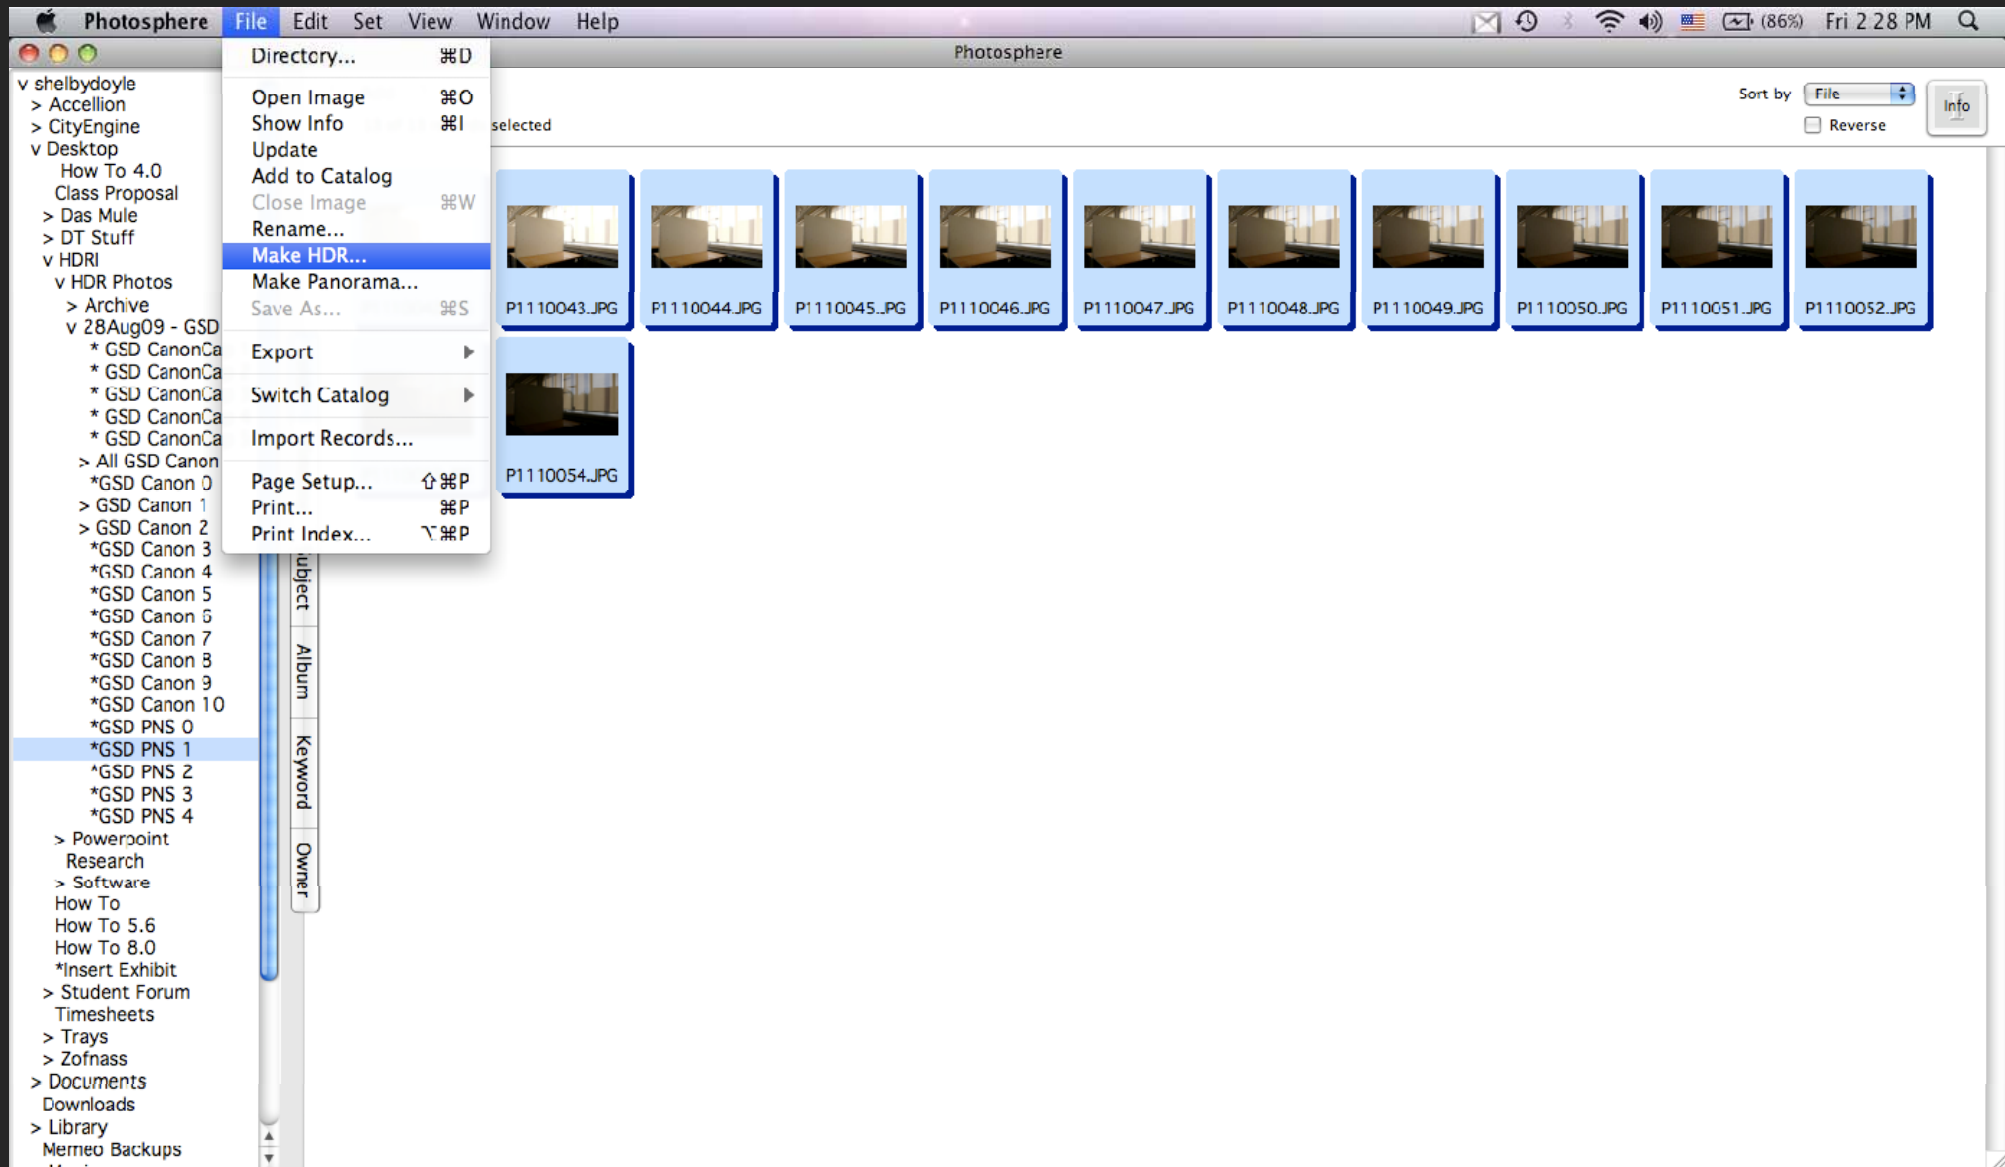 Photosphere File Edit Set View Window Help (86%) Fri 2 28 PM
Photosphere
v shelbydoyle
> Accellion
> CityEngine
v Desktop
How To 4.0
Class Proposal
> Das Mule
> DT Stuff
v HDRI
v HDR Photos
> Archive
v 28Aug09 - GSD
* GSD CanonCa
* GSD CanonCa
* GSD CanonCa
* GSD CanonCa
* GSD CanonCa
> All GSD Canon
*GSD Canon 0
> GSD Canon 1
> GSD Canon 2
*GSD Canon 3
*GSD Canon 4
*GSD Canon 5
*GSD Canon 6
*GSD Canon 7
*GSD Canon 8
*GSD Canon 9
*GSD Canon 10
*GSD PNS 0
*GSD PNS 1
*GSD PNS 2
*GSD PNS 3
*GSD PNS 4
> Powerpoint
Research
> Software
How To
How To 5.6
How To 8.0
*Insert Exhibit
> Student Forum
Timesheets
> Trays
> Zofnass
> Documents
Downloads
> Library
Memeo Backups
Directory... ⌘D
Open Image ⌘O
Show Info ⌘I
Update
Add to Catalog
Close Image ⌘W
Rename...
Make HDR...
Make Panorama...
Save As... ⌘S
Export
Switch Catalog
Import Records...
Page Setup... ⇧⌘P
Print... ⌘P
Print Index... ⌥⌘P
ubject
Album
Keyword
Owner
selected
Sort by File
Reverse
Info
P1110043.JPG P1110044.JPG P1110045.JPG P1110046.JPG P1110047.JPG P1110048.JPG P1110049.JPG P1110050.JPG P1110051.JPG P1110052.JPG
P1110054.JPG